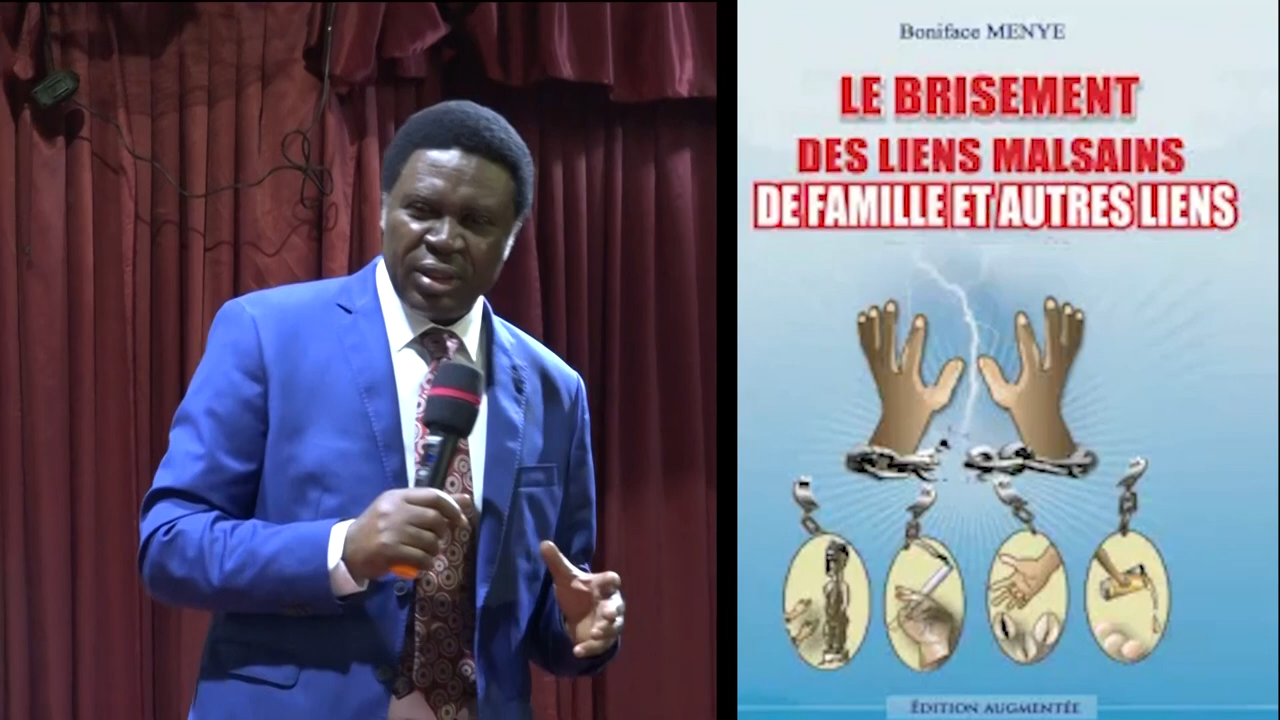 Boniface MENYE
LE BRISEMENT
DES LIENS MALSAINS
DE FAMILLE ET AUTRES LIENS
ÉDITION AUGMENTÉE